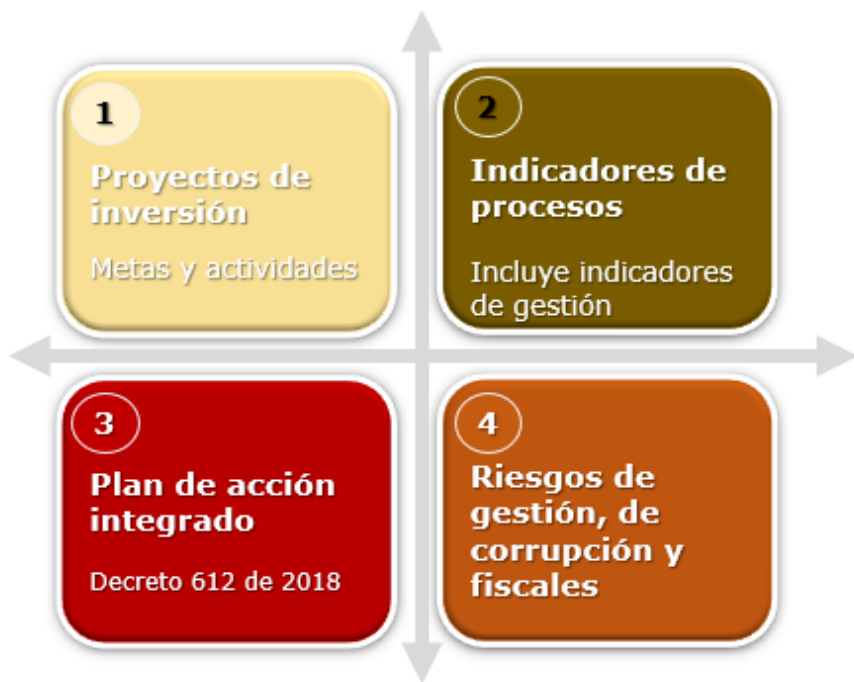 1
Proyectos de
inversión
Metas y actividades
2
Indicadores de
procesos
Incluye indicadores
de gestión
3
Plan de acción
integrado
Decreto 612 de 2018
4
Riesgos de
gestión, de
corrupción y
fiscales